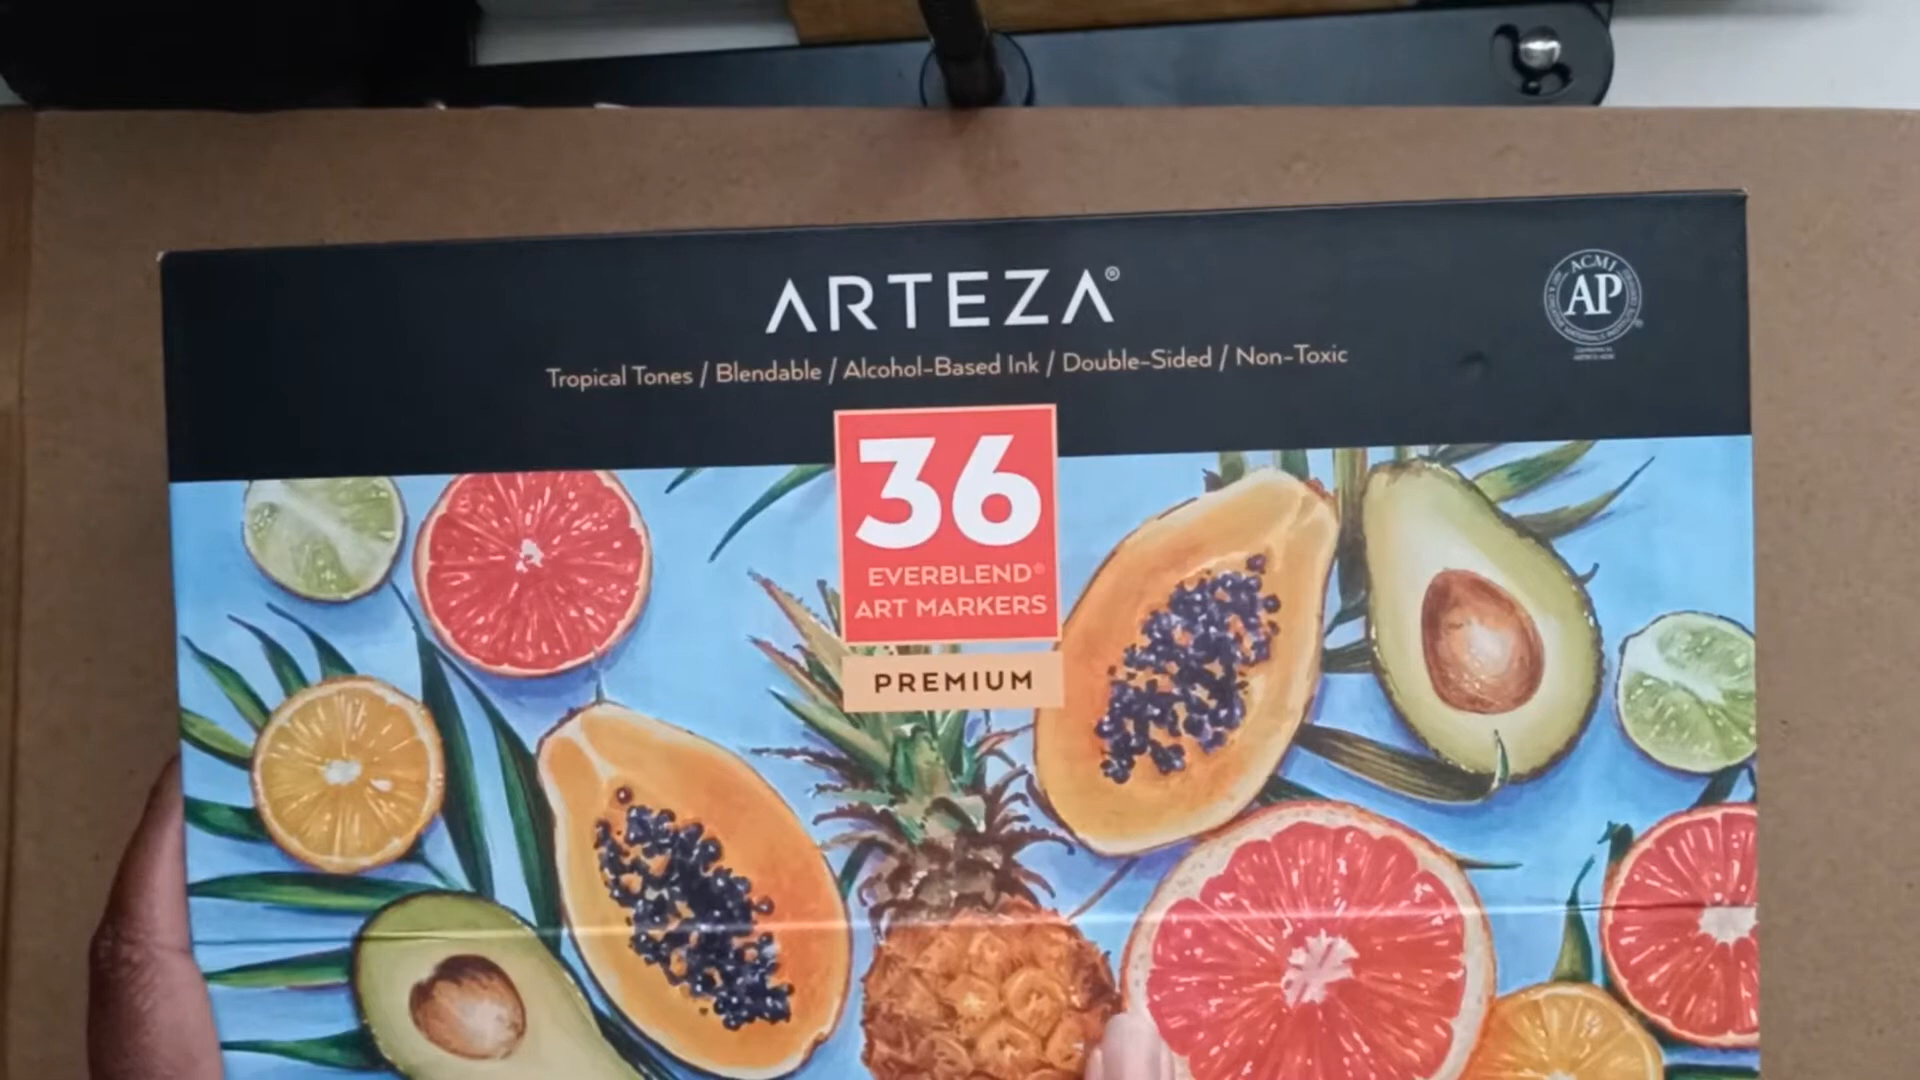 ARTEZA®
Tropical Tones / Blendable / Alcohol-Based Ink / Double-Sided / Non-Toxic
ACMI
AP
36
EVERBLEND®
ART MARKERS
PREMIUM